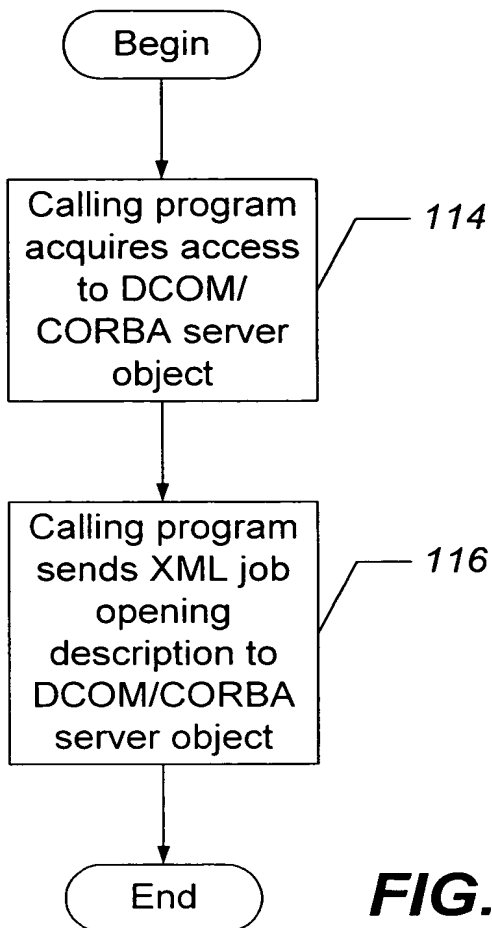 Begin
Calling program
acquires access
to DCOM/
CORBA server
object
114
Calling program
sends XML job
opening
description to
DCOM/CORBA
server object
116
End
FIG.